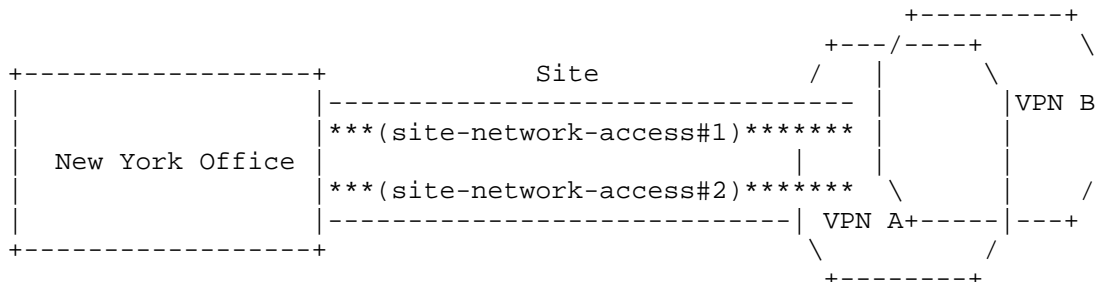 Site
VPN B
***(site-network-access#1)*******
New York Office
***(site-network-access#2)*******
VPN A